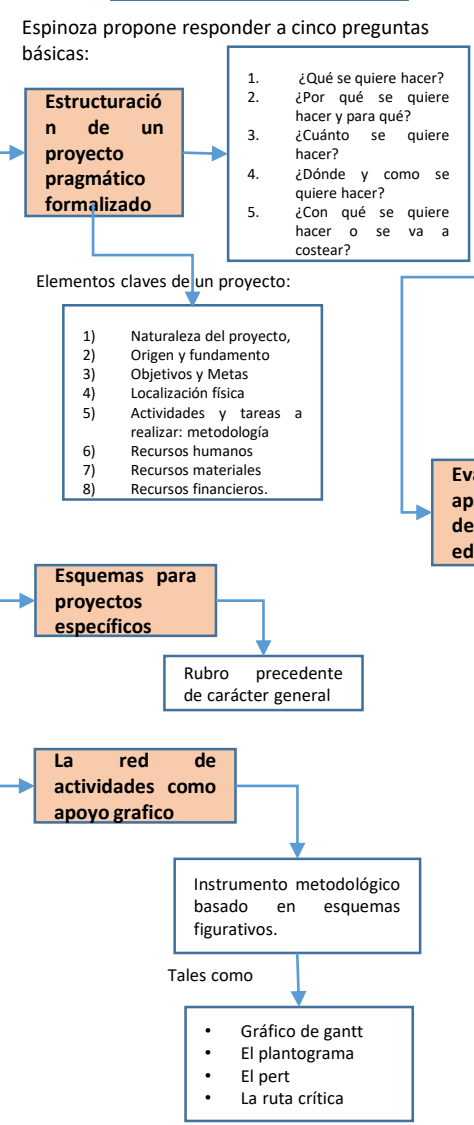 Espinoza propone responder a cinco preguntas
básicas:
Estructuració
n de un
proyecto
pragmático
formalizado
1. ¿Qué se quiere hacer?
2. ¿Por qué se quiere
hacer y para qué?
3. ¿Cuánto se quiere
hacer?
4. ¿Dónde y como se
quiere hacer?
5. ¿Con qué se quiere
hacer o se va a
costear?
Elementos claves de un proyecto:
1) Naturaleza del proyecto,
2) Origen y fundamento
3) Objetivos y Metas
4) Localización física
5) Actividades y tareas a
realizar: metodología
6) Recursos humanos
7) Recursos materiales
8) Recursos financieros.
Esquemas para
proyectos
específicos
Rubro precedente
de carácter general
La red de
actividades como
apoyo grafico
Instrumento metodológico
basado en esquemas
figurativos.
Tales como
• Gráfico de gantt
• El plantograma
• El pert
• La ruta crítica